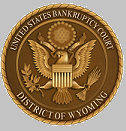 UNITED STATES BANKRUPTCY COURT
DISTRICT OF WYOMING